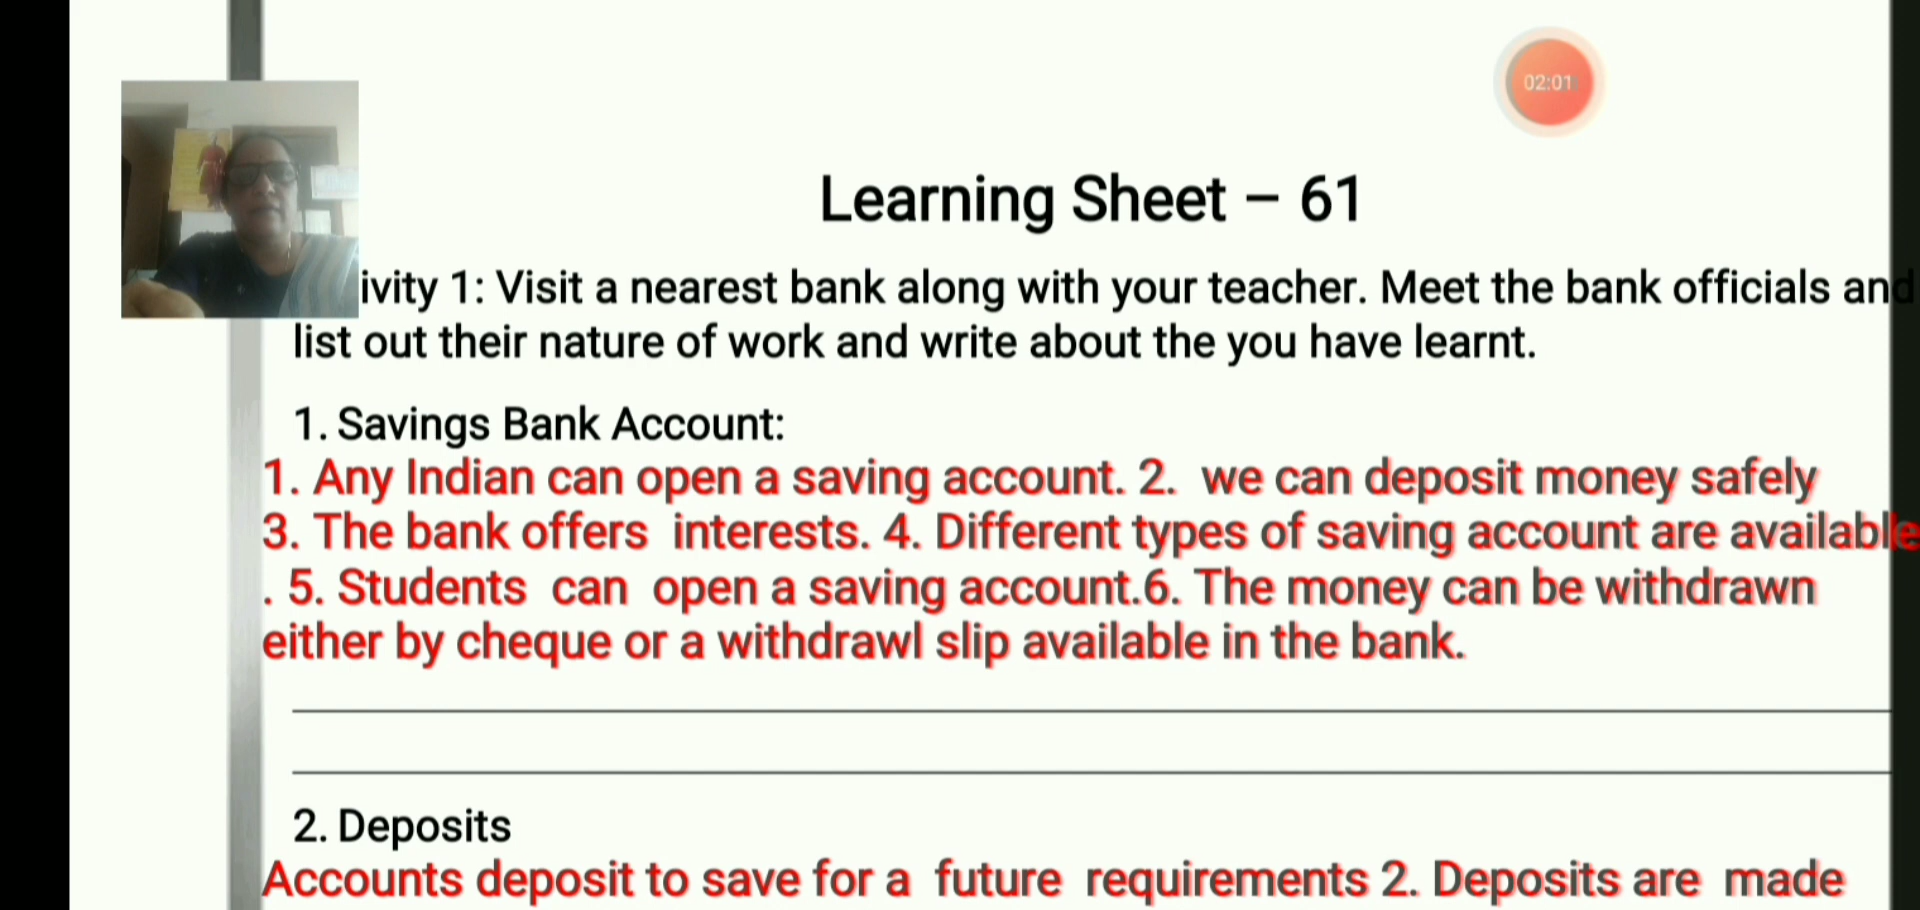 02:01
Learning Sheet – 61
ivity 1: Visit a nearest bank along with your teacher. Meet the bank officials and
list out their nature of work and write about the you have learnt.
1. Savings Bank Account:
1. Any Indian can open a saving account. 2. we can deposit money safely
3. The bank offers interests. 4. Different types of saving account are available
. 5. Students can open a saving account.6. The money can be withdrawn
either by cheque or a withdrawl slip available in the bank.
2. Deposits
Accounts deposit to save for a future requirements 2. Deposits are made